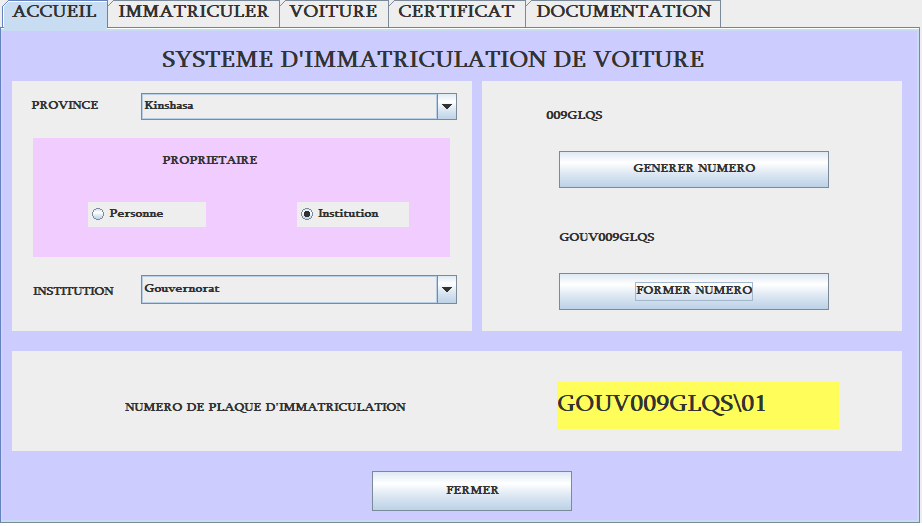 ACCUEIL IMMATRICULER VOITURE CERTIFICAT DOCUMENTATION
SYSTEME D'IMMATRICULATION DE VOITURE
PROVINCE Kinshasa
PROPRIETAIRE
Personne Institution
INSTITUTION Gouvernorat
009GLQS
GENERER NUMERO
GOUV009GLQS
FORMER NUMERO
NUMERO DE PLAQUE D'IMMATRICULATION GOUV009GLQS\01
FERMER